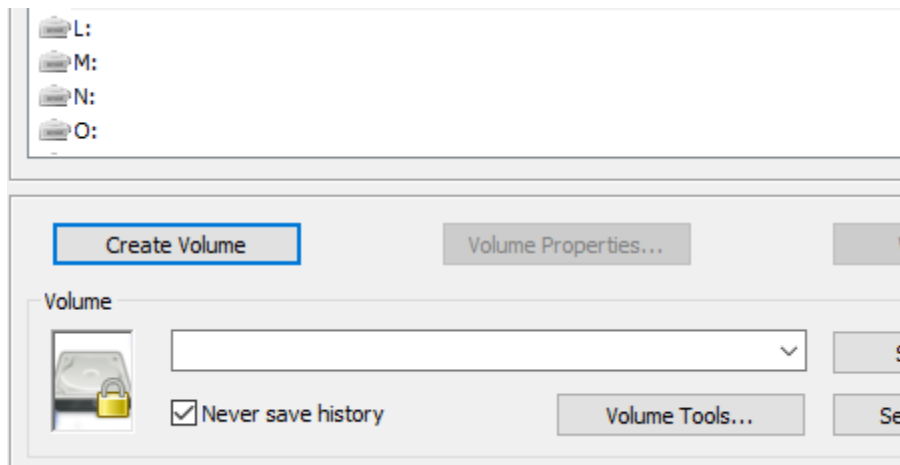 L:
M:
N:
O:
Create Volume
Volume Properties...
Volume
Never save history
Volume Tools...